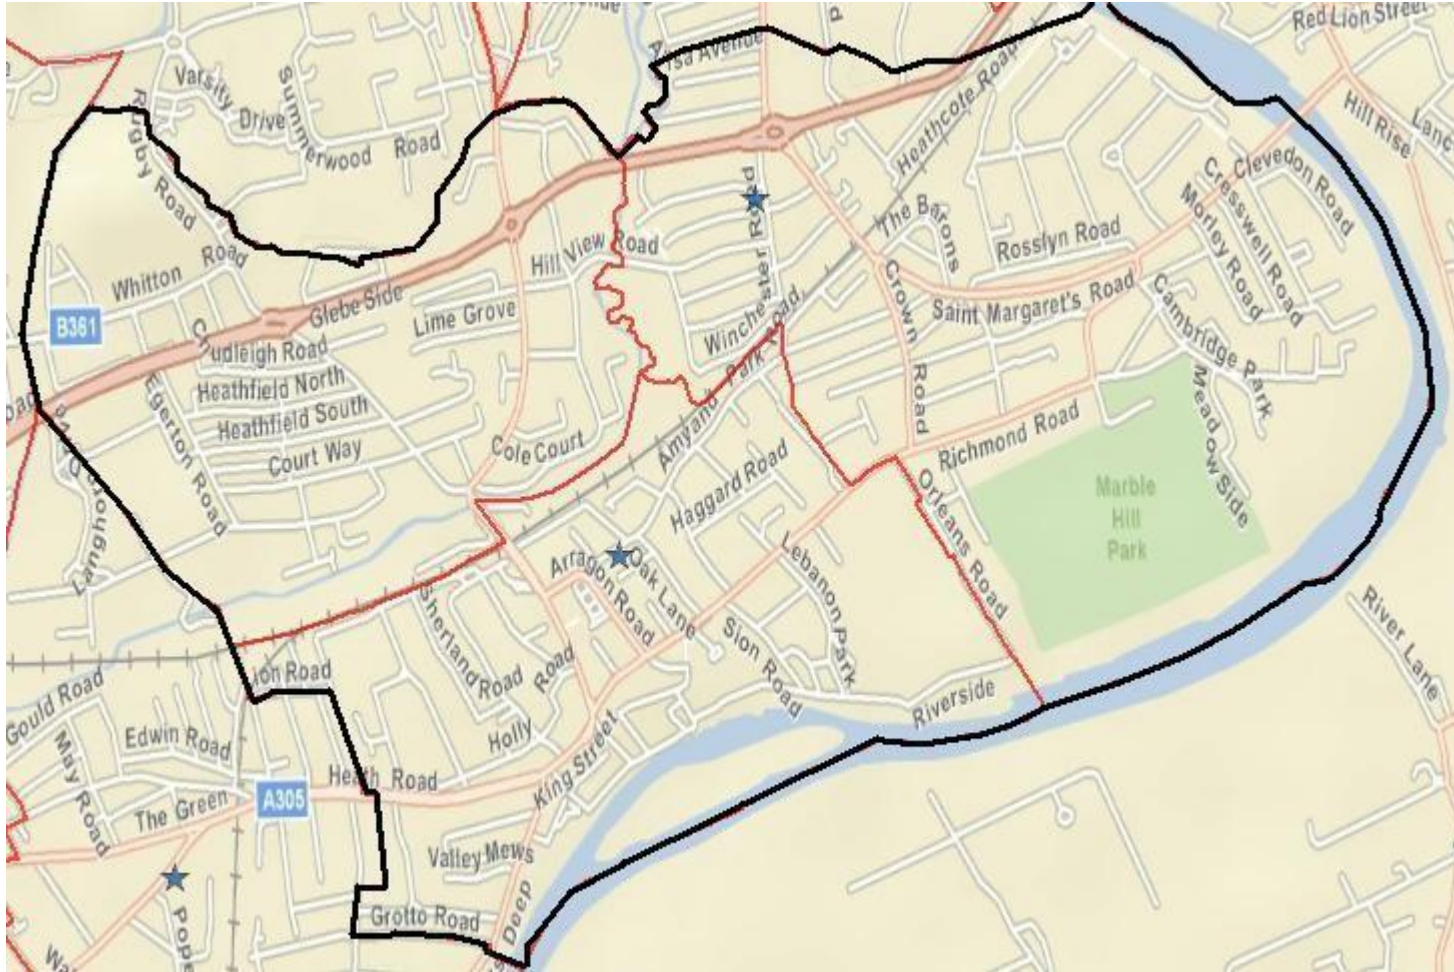 Red Lion Street
Varsity
Drive
Summerwood Road
Rugby Road
Heathcote Road
Hill Rise
Clevedon Road
Cresswell Road
Morley Road
The Barons
Rosslyn Road
Whitton Road
Hill View Road
Winchester Road
Crown Road
Saint Margaret's Road
Cambridge Park
B361
Glebe Side
Lime Grove
Chudleigh Road
Heathfield North
Heathfield South
Court Way
Egerton Road
Cole Court
Amyand Park Road
Haggard Road
Richmond Road
Meadow Side
Marble
Hill
Park
Orleans Road
Arragon Road
Oak Lane
Lebanon Park
Sion Road
Sherland Road
River Lane
Riverside
Gould Road
Edwin Road
May Road
Holly Road
King Street
Heath Road
A305
The Green
Valley Mews
Grotto Road
Deep
Pope